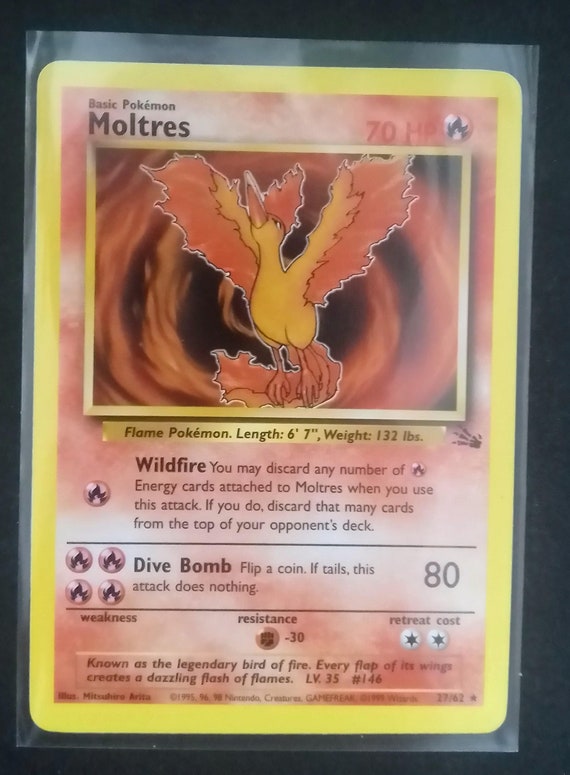 Basic Pokémon
Moltres 70 HP
Flame Pokémon. Length: 6' 7", Weight: 132 lbs.
Wildfire You may discard any number of
Energy cards attached to Moltres when you use
this attack. If you do, discard that many cards
from the top of your opponent's deck.
Dive Bomb Flip a coin. If tails, this
attack does nothing.
80
weakness resistance retreat cost
-30
Known as the legendary bird of fire. Every flap of its wings
creates a dazzling flash of flames. LV. 35 #146
Illus. Mitsuhiro Arita ©1995, 96, 98 Nintendo, Creatures, GAMEFREAK. ©1999 Wizards. 27/62 ★